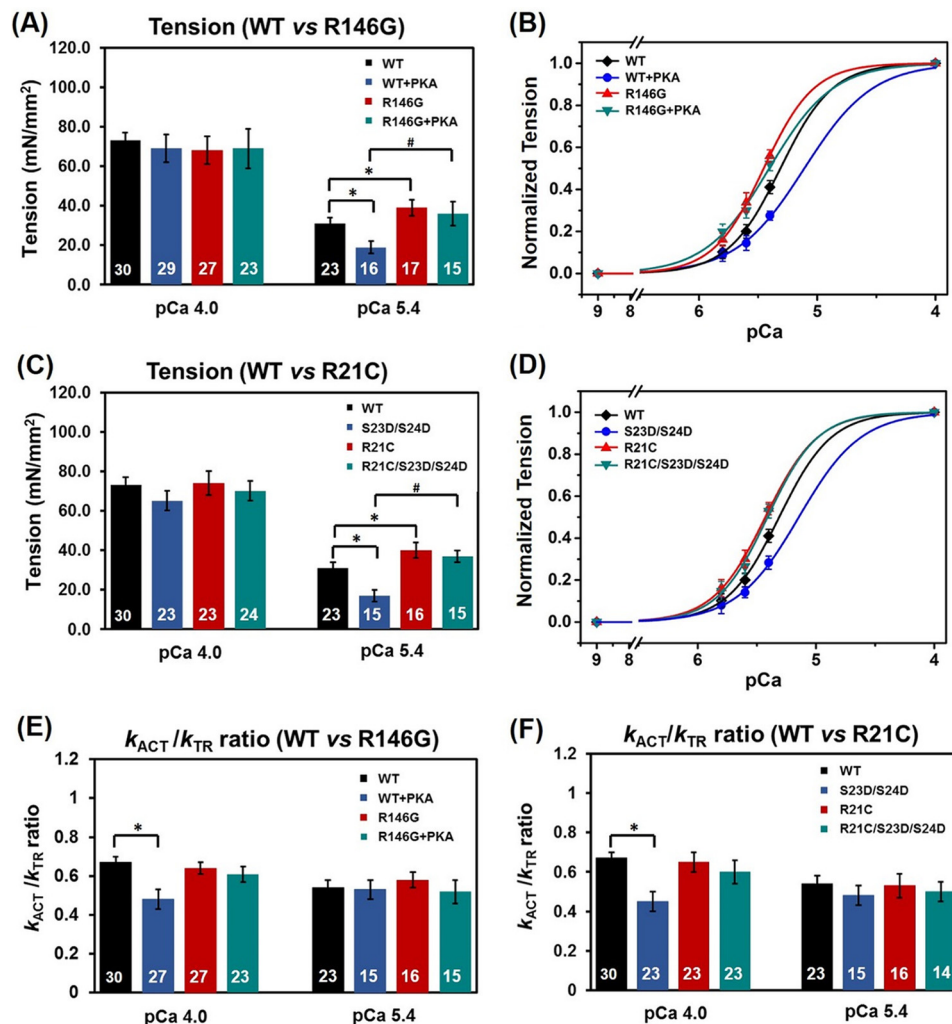 (A)
Tension (WT vs R146G)
Tension (mN/mm²)
120.0
100.0
80.0
60.0
40.0
20.0
0.0
WT
WT+PKA
R146G
R146G+PKA
#
*
*
30 29 27 23
23 16 17 15
pCa 4.0
pCa 5.4
(B)
Normalized Tension
1.0
0.8
0.6
0.4
0.2
0.0
WT
WT+PKA
R146G
R146G+PKA
9 8 6 5 4
pCa
(C)
Tension (WT vs R21C)
Tension (mN/mm²)
120.0
100.0
80.0
60.0
40.0
20.0
0.0
WT
S23D/S24D
R21C
R21C/S23D/S24D
#
*
*
30 23 23 24
23 15 16 15
pCa 4.0
pCa 5.4
(D)
Normalized Tension
1.0
0.8
0.6
0.4
0.2
0.0
WT
S23D/S24D
R21C
R21C/S23D/S24D
9 8 6 5 4
pCa
(E)
kACT /kTR ratio (WT vs R146G)
kACT /kTR ratio
1.2
1
0.8
0.6
0.4
0.2
0
WT
WT+PKA
R146G
R146G+PKA
*
30 27 27 23
23 15 16 15
pCa 4.0
pCa 5.4
(F)
kACT/kTR ratio (WT vs R21C)
kACT /kTR ratio
1.2
1
0.8
0.6
0.4
0.2
0
WT
S23D/S24D
R21C
R21C/S23D/S24D
*
30 23 23 23
23 15 16 14
pCa 4.0
pCa 5.4